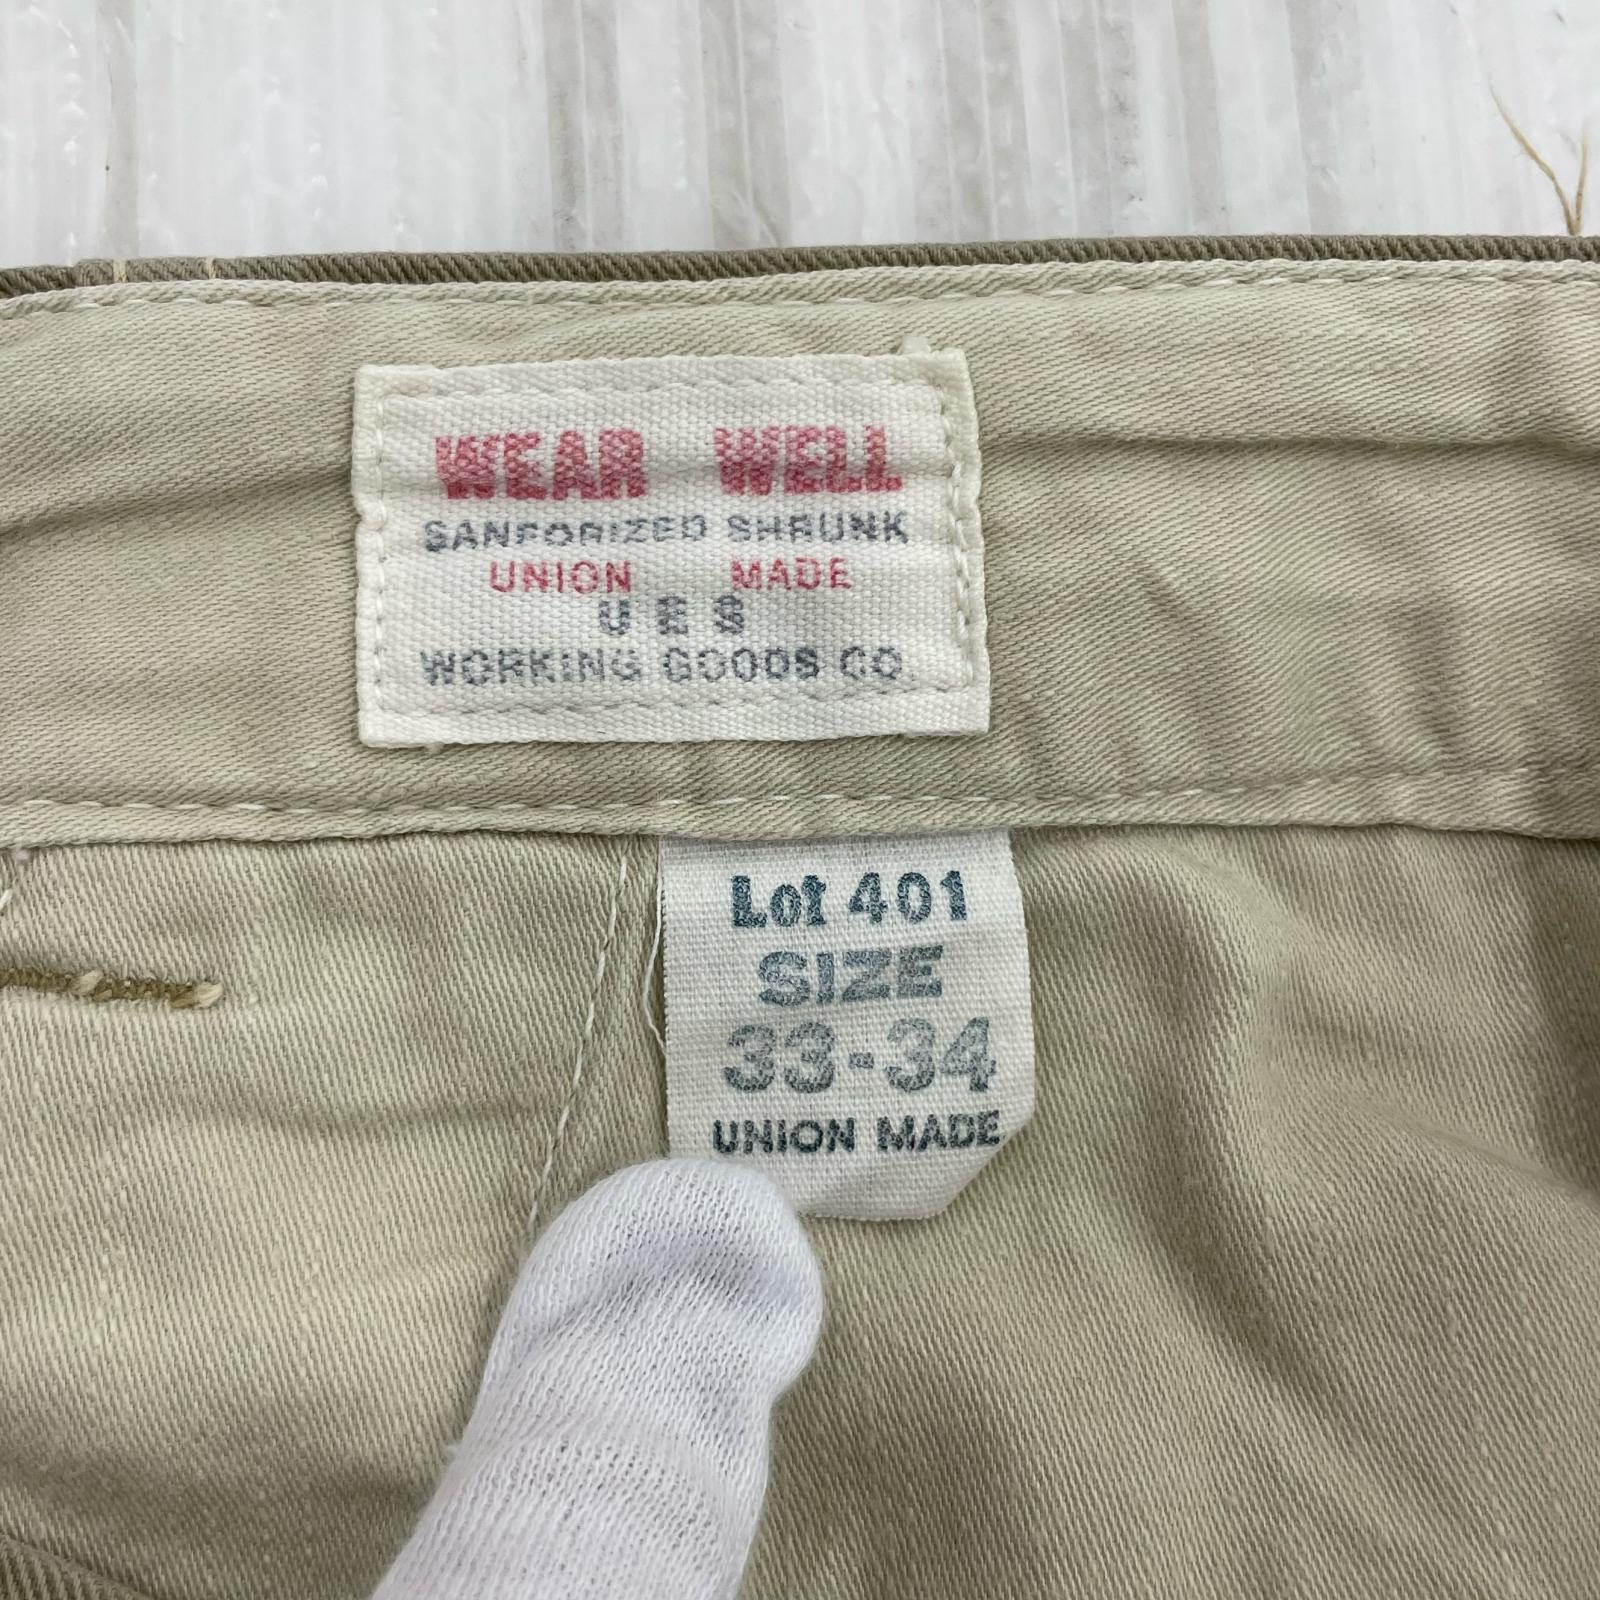 WEAR WELL
SANFORIZED SHRUNK
UNION MADE
U E S
WORKING GOODS CO
Lot 401
SIZE
33-34
UNION MADE